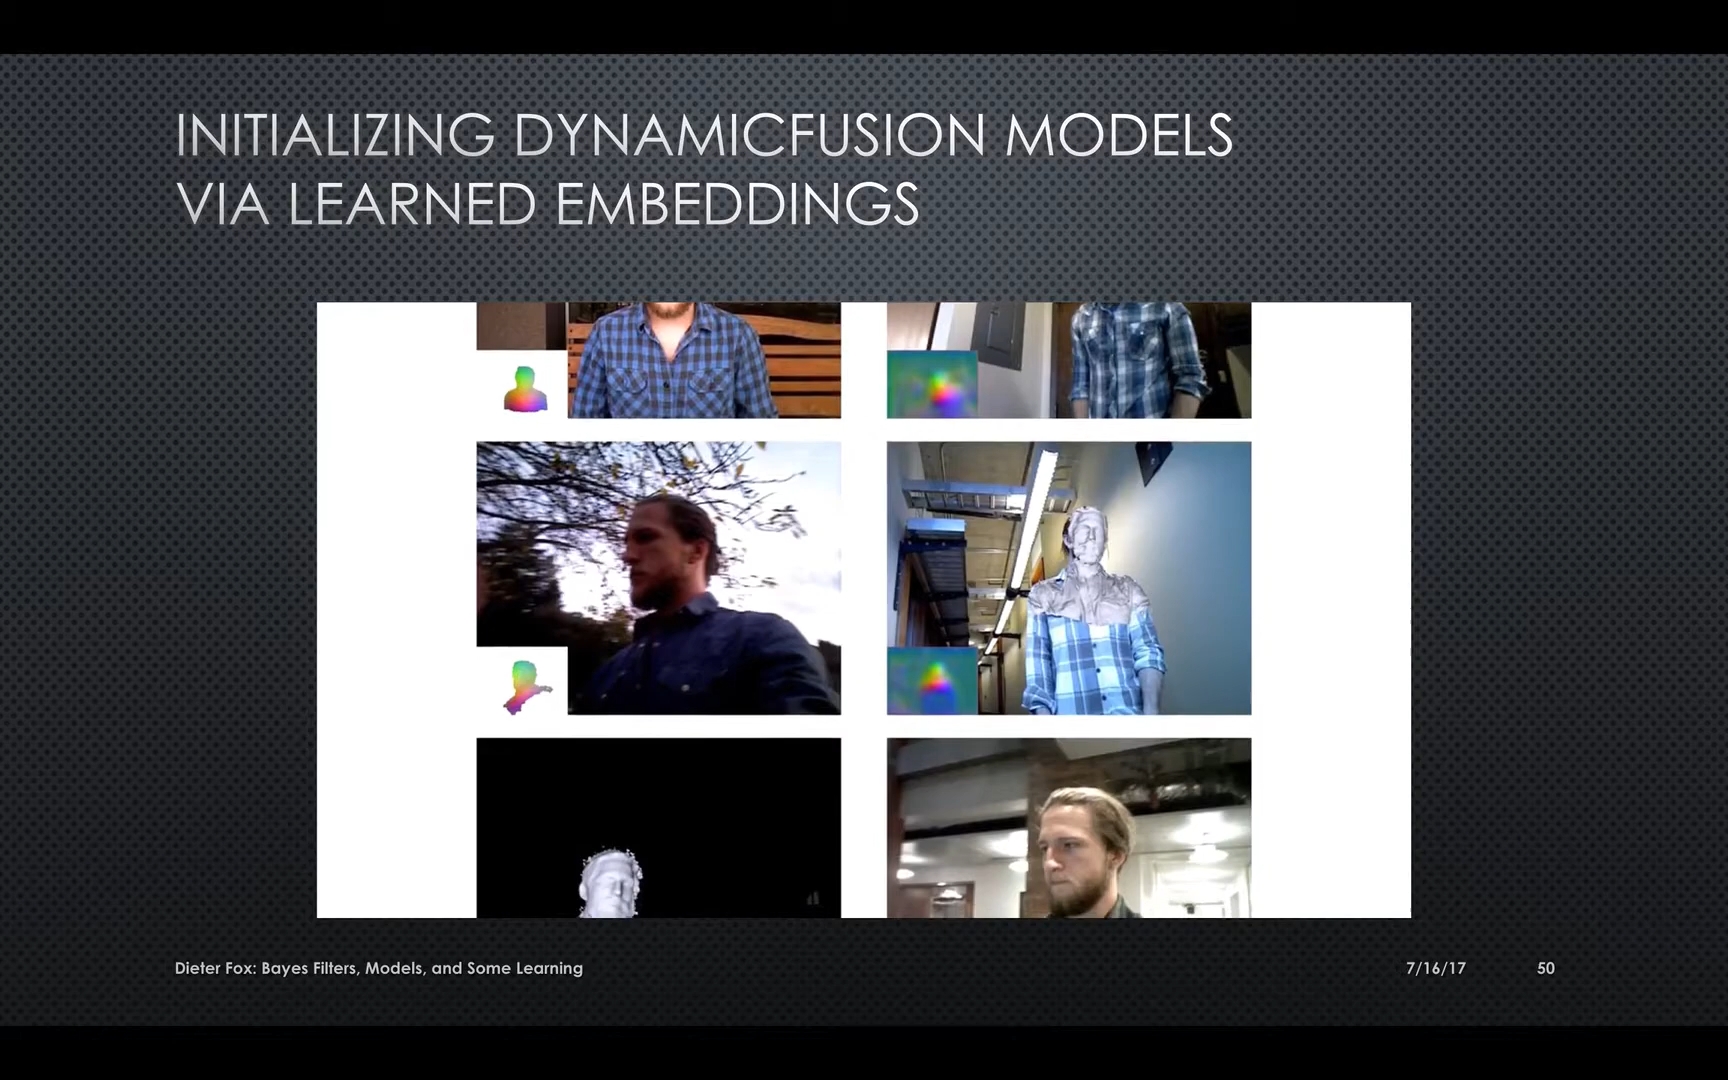 INITIALIZING DYNAMICFUSION MODELS
VIA LEARNED EMBEDDINGS
Dieter Fox: Bayes Filters, Models, and Some Learning
7/16/17
50